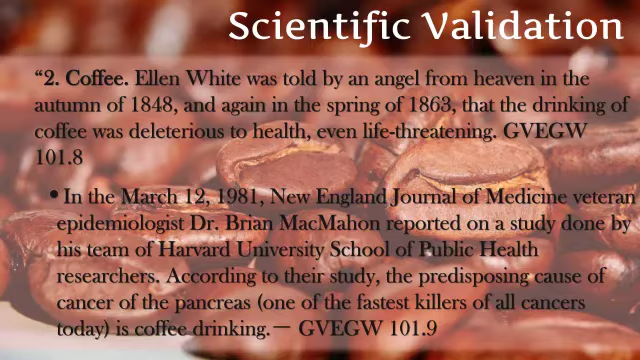 Scientific Validation
“2. Coffee. Ellen White was told by an angel from heaven in the
autumn of 1848, and again in the spring of 1863, that the drinking of
coffee was deleterious to health, even life-threatening. GVEGW
101.8
• In the March 12, 1981, New England Journal of Medicine veteran
epidemiologist Dr. Brian MacMahon reported on a study done by
his team of Harvard University School of Public Health
researchers. According to their study, the predisposing cause of
cancer of the pancreas (one of the fastest killers of all cancers
today) is coffee drinking.— GVEGW 101.9